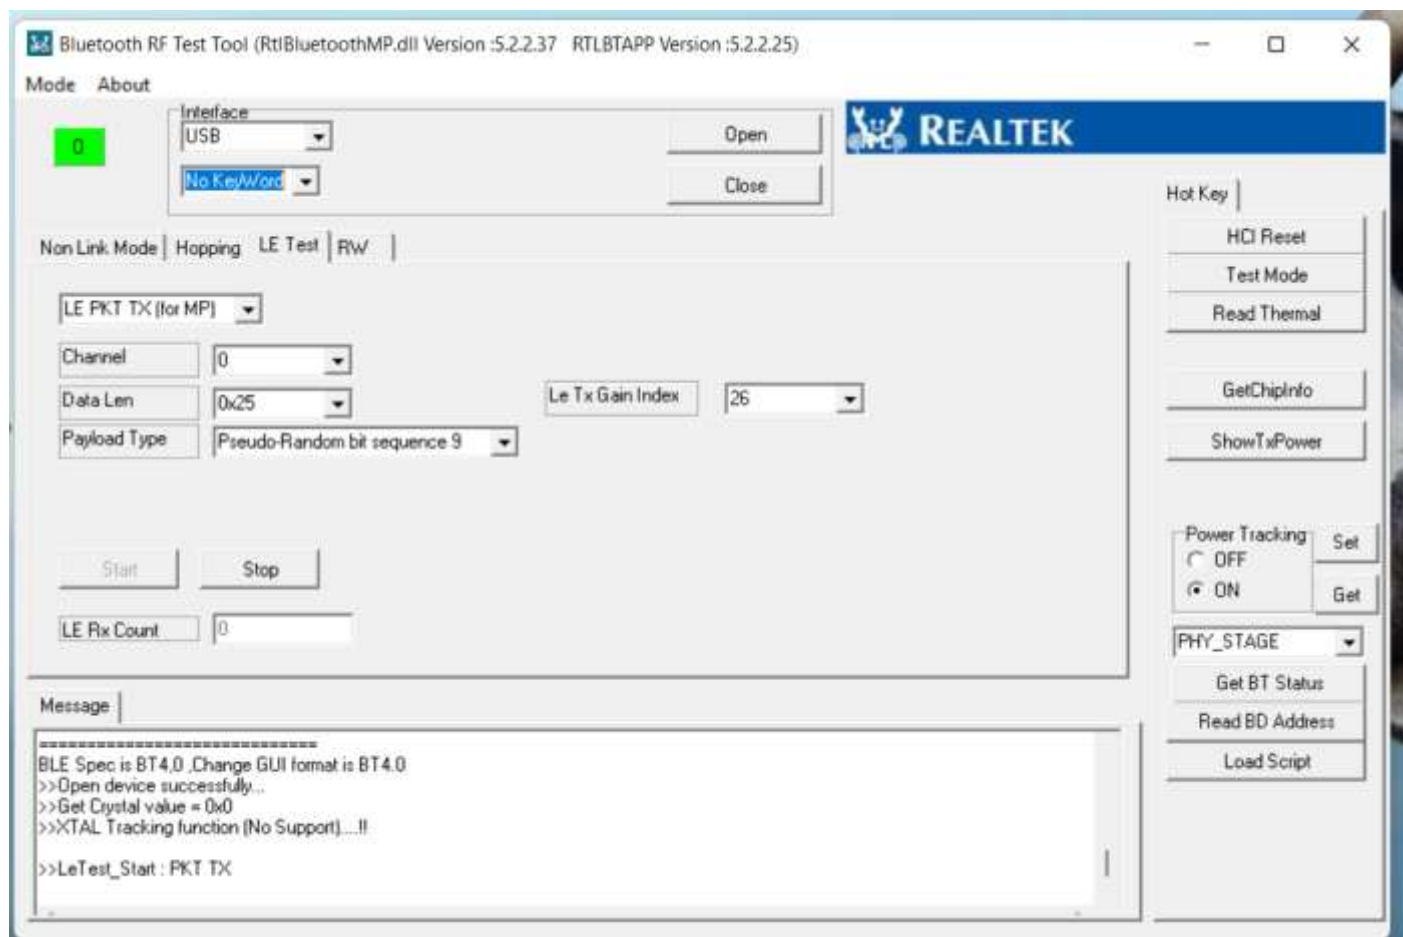 Bluetooth RF Test Tool (RtlBluetoothMP.dll Version :5.2.2.37 RTLBTAPP Version :5.2.2.25)
Mode About
0
Interface
USB
Open
No KeyWord
Close
REALTEK
Hot Key
HCI Reset
Test Mode
Read Thermal
GetChipInfo
ShowTxPower
Power Tracking
OFF
ON
Set
Get
PHY_STAGE
Get BT Status
Read BD Address
Load Script
Non Link Mode Hopping LE Test RW
LE PKT TX (for MP)
Channel 0
Data Len 0x25
Le Tx Gain Index 26
Payload Type Pseudo-Random bit sequence 9
Start Stop
LE Rx Count 0
Message
==============================
BLE Spec is BT4,0 ,Change GUI format is BT4.0
>>Open device successfully...
>>Get Crystal value = 0x0
>>XTAL Tracking function (No Support)....!!
>>LeTest_Start : PKT TX